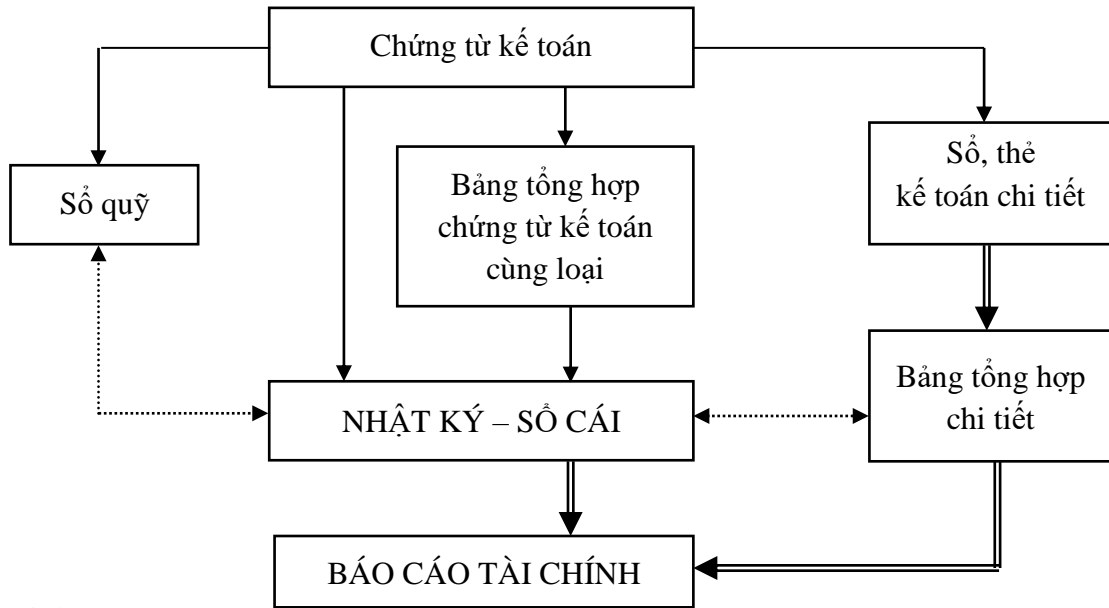 Chứng từ kế toán
Sổ quỹ
Bảng tổng hợp
chứng từ kế toán
cùng loại
Sổ, thẻ
kế toán chi tiết
NHẬT KÝ – SỔ CÁI
Bảng tổng hợp
chi tiết
BÁO CÁO TÀI CHÍNH